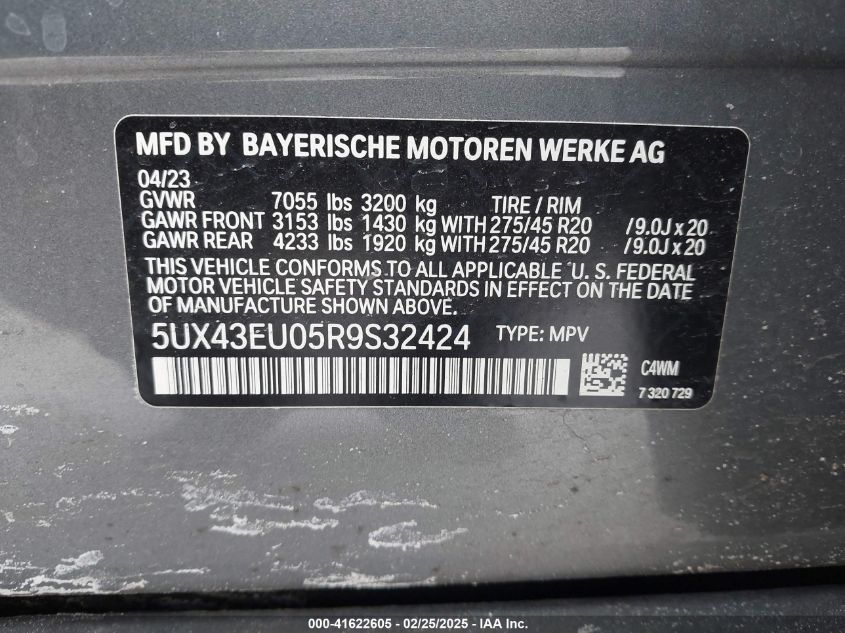 MFD BY BAYERISCHE MOTOREN WERKE AG
04/23
GVWR 7055 lbs 3200 kg TIRE / RIM
GAWR FRONT 3153 lbs 1430 kg WITH 275/45 R20 /9.0J x 20
GAWR REAR 4233 lbs 1920 kg WITH 275/45 R20 /9.0J x 20
THIS VEHICLE CONFORMS TO ALL APPLICABLE U. S. FEDERAL
MOTOR VEHICLE SAFETY STANDARDS IN EFFECT ON THE DATE
OF MANUFACTURE SHOWN ABOVE.
5UX43EU05R9S32424 TYPE: MPV
C4WM
7 320 729
000-41622605 - 02/25/2025 - IAA Inc.